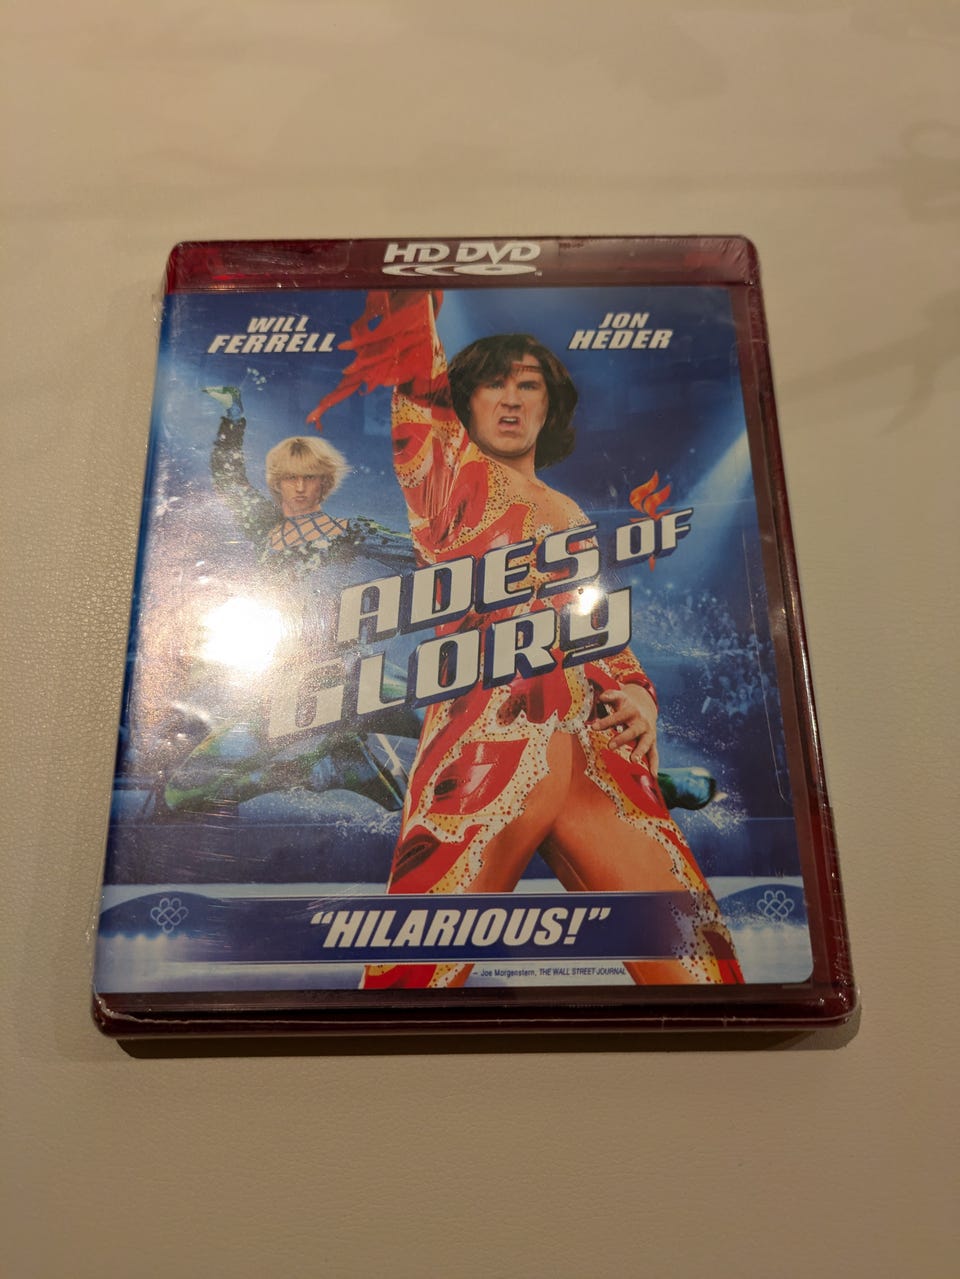 HD DVD
WILL
FERRELL
JON
HEDER
ADES OF
GLORY
"HILARIOUS!"
– Joe Morgenstern, THE WALL STREET JOURNAL